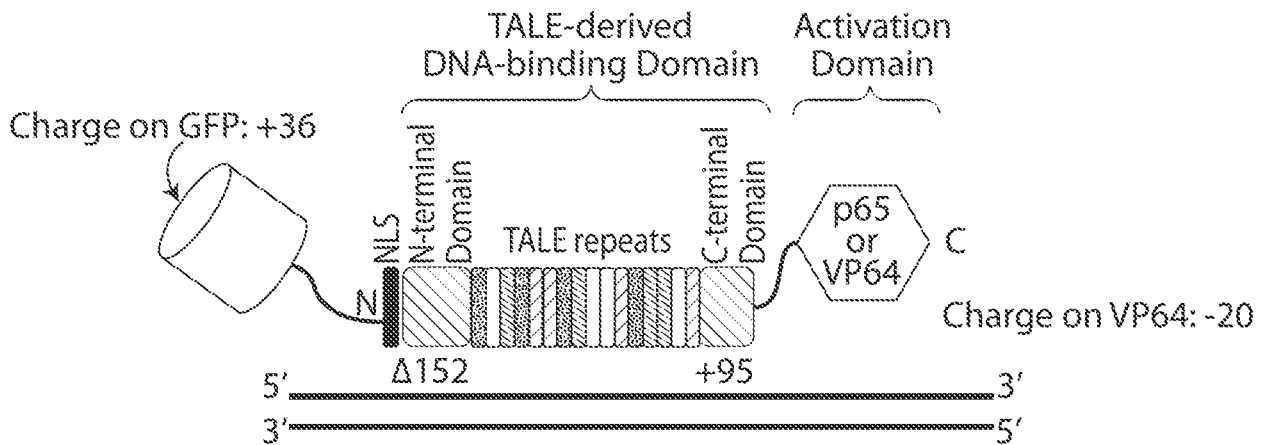 TALE-derived
DNA-binding Domain
Activation
Domain
Charge on GFP: +36
NLS
N-terminal
Domain
TALE repeats
C-terminal
Domain
p65
or
VP64
N
C
Charge on VP64: -20
Δ152
+95
5’
3’
3’
5’